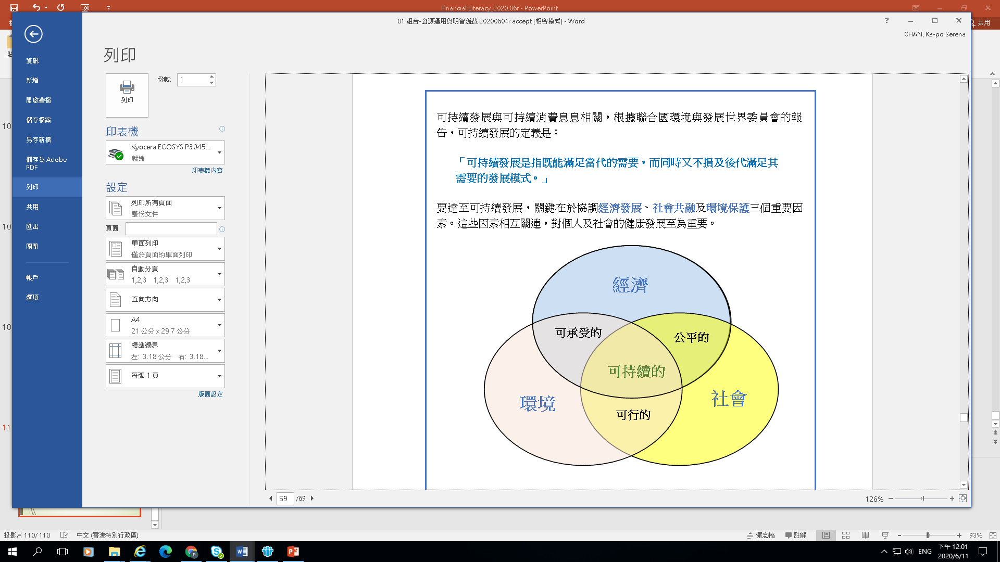 Financial Literacy_2020.06r - PowerPoint
01 組合-資源運用與明智消費 20200604r accept [相容模式] - Word
共用
CHAN, Ka-po Serena
資訊
新增
開啟舊檔
儲存檔案
另存新檔
儲存為 Adobe
PDF
列印
共用
匯出
關閉
帳戶
選項
列印
列印
份數:
1
印表機
Kyocera ECOSYS P3045...
就緒
印表機內容
設定
列印所有頁面
整份文件
頁面:
單面列印
僅於頁面的單面列印
自動分頁
1,2,3 1,2,3 1,2,3
直向方向
A4
21 公分 x 29.7 公分
標準邊界
左: 3.18 公分 右: 3.18...
每張 1 頁
版面設定
可持續發展與可持續消費息息相關，根據聯合國環境與發展世界委員會的報
告，可持續發展的定義是：
「可持續發展是指既能滿足當代的需要，而同時又不損及後代滿足其
需要的發展模式。」
要達至可持續發展，關鍵在於協調經濟發展、社會共融及環境保護三個重要因
素。這些因素相互關連，對個人及社會的健康發展至為重要。
經濟
可承受的
公平的
可持續的
環境
社會
可行的
59 /69
126%
投影片 110/ 110
中文 (香港特別行政區)
備忘稿
註解
93%
ENG
下午 12:01
2020/6/11